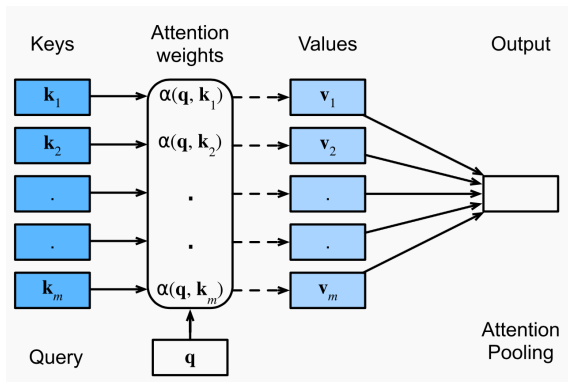 Keys
Attention
weights
Values
Output
k1
α(q, k1)
v1
k2
α(q, k2)
v2
. . .
. . .
km
α(q, km)
vm
Query
q
Attention
Pooling